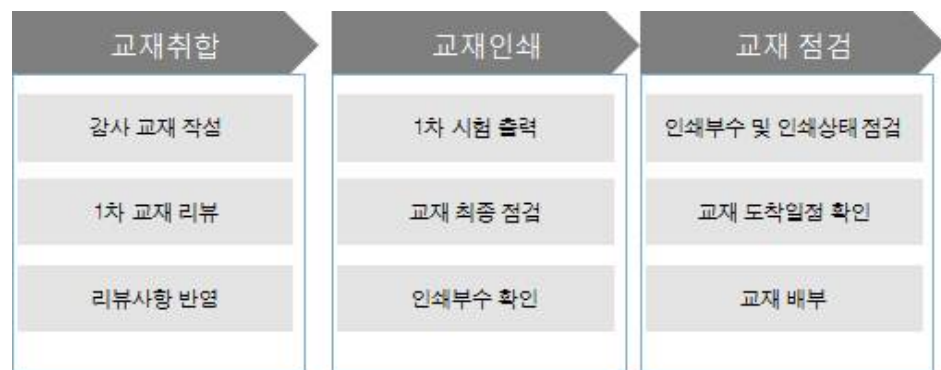 교재취합
강사 교재 작성
1차 교재 리뷰
리뷰사항 반영
교재인쇄
1차 시험 출력
교재 최종 점검
인쇄부수 확인
교재 점검
인쇄부수 및 인쇄상태 점검
교재 도착일정 확인
교재 배부